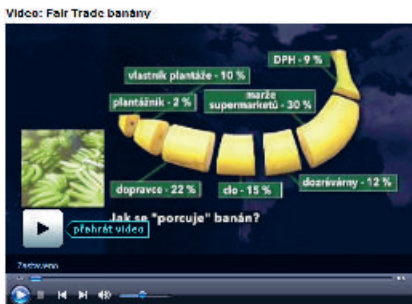 Video: Fair Trade banány
DPH - 9 %
vlastník plantáže - 10 %
plantážník - 2 %
marže
supermarketů - 30 %
dopravce - 22 %
clo - 15 %
dozrávárny - 12 %
Jak se "porcuje" banán?
přehrát video
Zastaveno